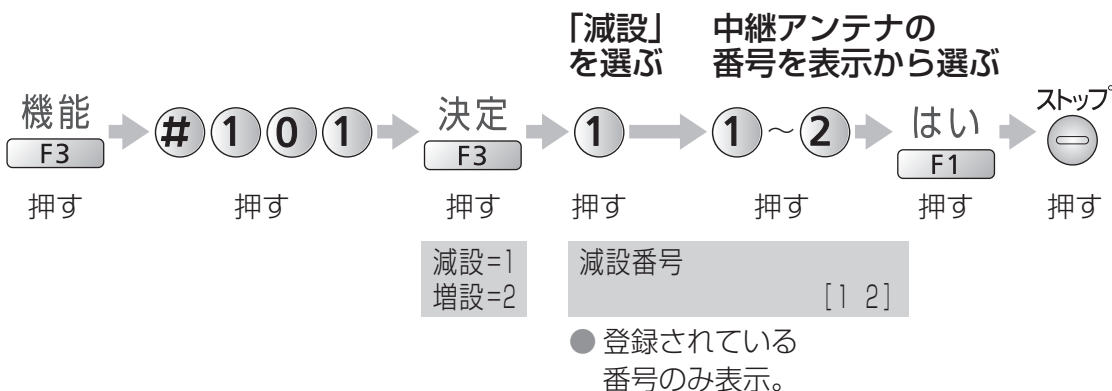 「減設」
を選ぶ
中継アンテナの
番号を表示から選ぶ
機能
F3
# 1 0 1
決定
F3
1
1 ~ 2
はい
F1
ストップ
押す
押す
押す
押す
押す
押す
押す
減設=1
増設=2
減設番号
[1 2]
● 登録されている
番号のみ表示。